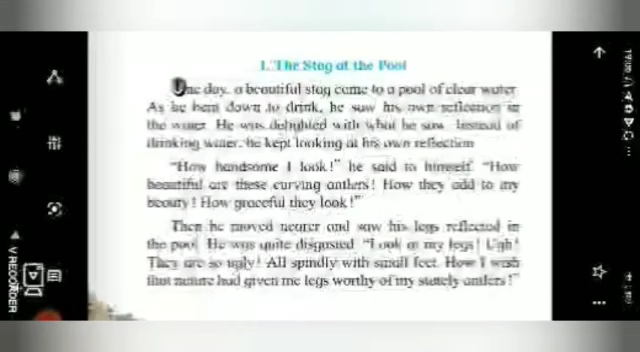 1. The Stag at the Pool
One day, a beautiful stag came to a pool of clear water.
As he bent down to drink, he saw his own reflection in
the water. He was delighted with what he saw. Instead of
drinking water, he kept looking at his own reflection
"How handsome I look!" he said to himself. "How
beautiful are these curving antlers! How they add to my
beauty! How graceful they look!"
Then he moved nearer and saw his legs reflected in
the pool. He was quite disgusted. "Look at my legs! Ugh!
They are so ugly! All spindly with small feet. How I wish
that nature had given me legs worthy of my stately antlers!"
V RECORDER